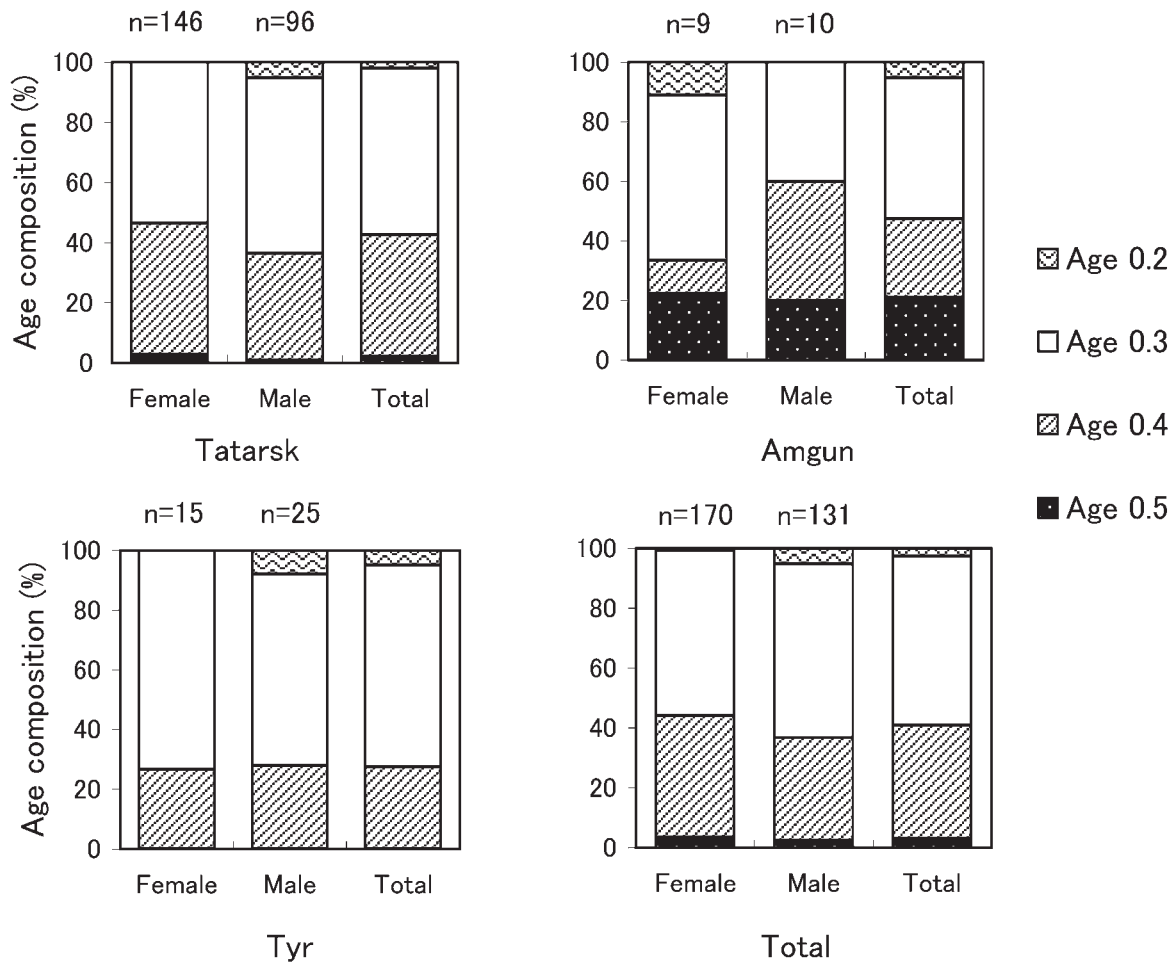 n=146 n=96
100
80
60
40
20
0
Age composition (%)
Female Male Total
Tatarsk
n=9 n=10
100
80
60
40
20
0
Female Male Total
Amgun
Age 0.2
Age 0.3
Age 0.4
Age 0.5
n=15 n=25
100
80
60
40
20
0
Age composition (%)
Female Male Total
Tyr
n=170 n=131
100
80
60
40
20
0
Female Male Total
Total